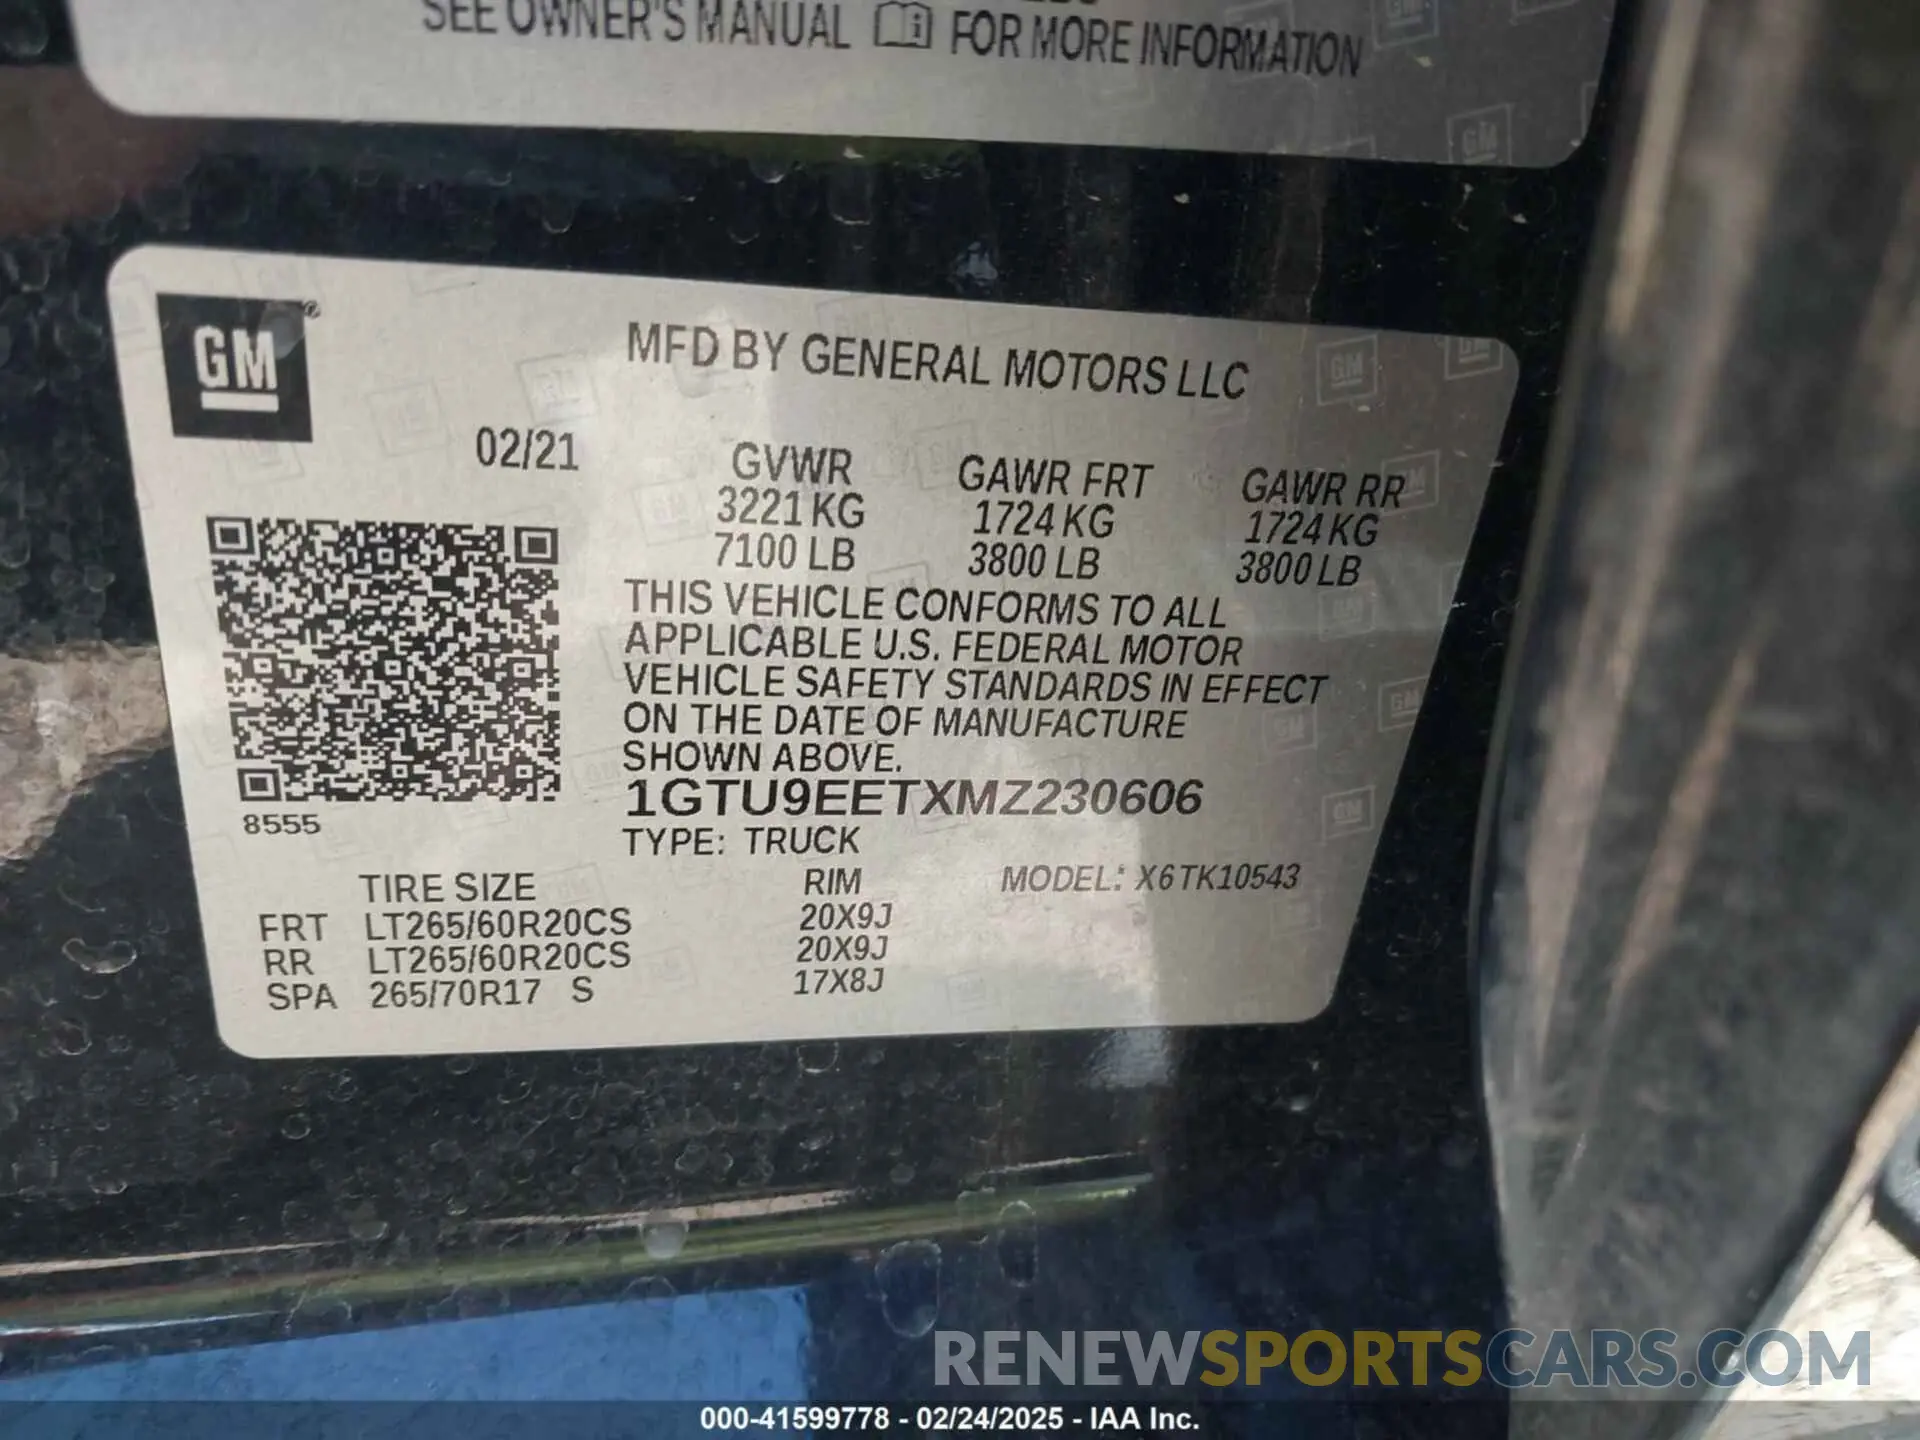 SEE OWNER'S MANUAL FOR MORE INFORMATION
GM
MFD BY GENERAL MOTORS LLC
02/21
GVWR GAWR FRT GAWR RR
3221 KG 1724 KG 1724 KG
7100 LB 3800 LB 3800 LB
THIS VEHICLE CONFORMS TO ALL
APPLICABLE U.S. FEDERAL MOTOR
VEHICLE SAFETY STANDARDS IN EFFECT
ON THE DATE OF MANUFACTURE
SHOWN ABOVE.
1GTU9EETXMZ230606
8555
TYPE: TRUCK
TIRE SIZE RIM MODEL: X6TK10543
FRT LT265/60R20CS 20X9J
RR LT265/60R20CS 20X9J
SPA 265/70R17 S 17X8J
RENEWSPORTSCARS.COM
000-41599778 - 02/24/2025 - IAA Inc.